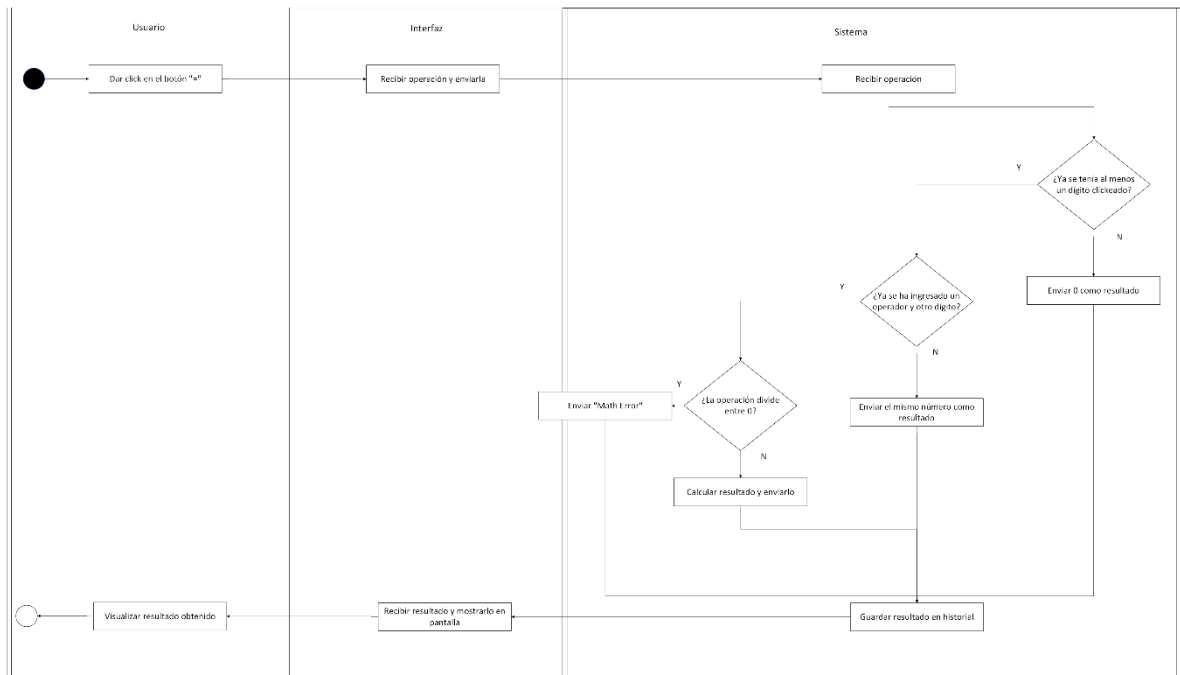 Usuario
Interfaz
Sistema
Dar click en el botón "="
Recibir operación y enviarla
Recibir operación
Y
¿Ya se tenía al menos
un dígito clickeado?
N
Enviar 0 como resultado
Y
¿Ya se ha ingresado un
operador y otro dígito?
N
Y
¿La operación divide
entre 0?
Enviar "Math Error"
Enviar el mismo número como
resultado
N
Calcular resultado y enviarlo
Visualizar resultado obtenido
Recibir resultado y mostrarlo en
pantalla
Guardar resultado en historial